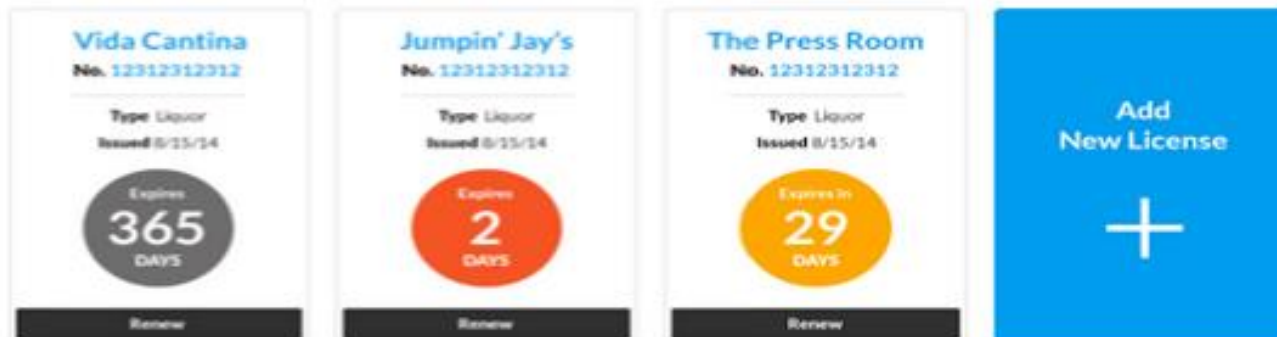 Vida Cantina
No. 12312312312
Type Liquor
Issued 8/15/14
Expires
365
DAYS
Renew
Jumpin' Jay's
No. 12312312312
Type Liquor
Issued 8/15/14
Expires
2
DAYS
Renew
The Press Room
No. 12312312312
Type Liquor
Issued 8/15/14
Expires in
29
DAYS
Renew
Add
New License